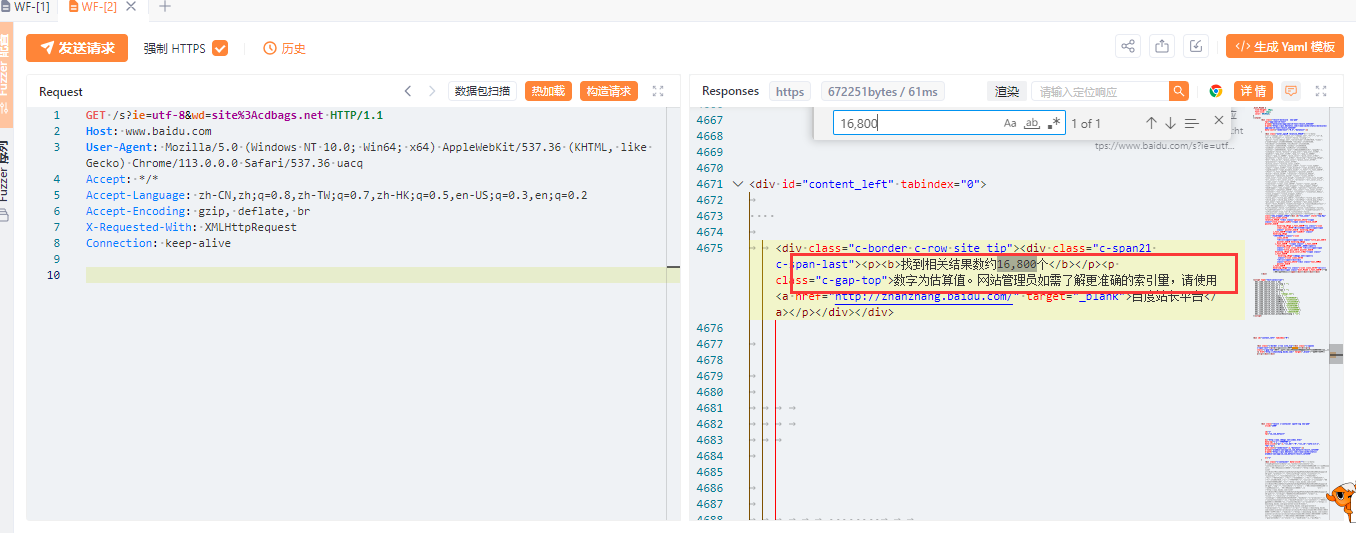 WF-[1]
WF-[2]
发送请求
强制 HTTPS
历史
</> 生成 Yaml 模板
Fuzzer 序列
Request
数据包扫描
热加载
构造请求
Responses
https
672251bytes / 61ms
渲染
请输入定位响应
详情
1 GET /s?ie=utf-8&wd=site%3Acdbags.net HTTP/1.1
2 Host: www.baidu.com
3 User-Agent: Mozilla/5.0 (Windows NT 10.0; Win64; x64) AppleWebKit/537.36 (KHTML, like
Gecko) Chrome/113.0.0.0 Safari/537.36 uacq
4 Accept: */*
5 Accept-Language: zh-CN,zh;q=0.8,zh-TW;q=0.7,zh-HK;q=0.5,en-US;q=0.3,en;q=0.2
6 Accept-Encoding: gzip, deflate, br
7 X-Requested-With: XMLHttpRequest
8 Connection: keep-alive
9
10
16,800
Aa
ab
1 of 1
tps://www.baidu.com/s?ie=utf...
4667
4668
4669
4670
4671 <div id="content_left" tabindex="0">
4672
4673
4674
4675 <div class="c-border c-row site_tip"><div class="c-span21
c-span-last"><p><b>找到相关结果数约16,800个</b></p><p
class="c-gap-top">数字为估算值。网站管理员如需了解更准确的索引量，请使用
<a href="http://zhanzhang.baidu.com/" target="_blank">百度站长平台</
a></p></div></div>
4676
4677
4678
4679
4680
4681
4682
4683
4684
4685
4686
4687
4688